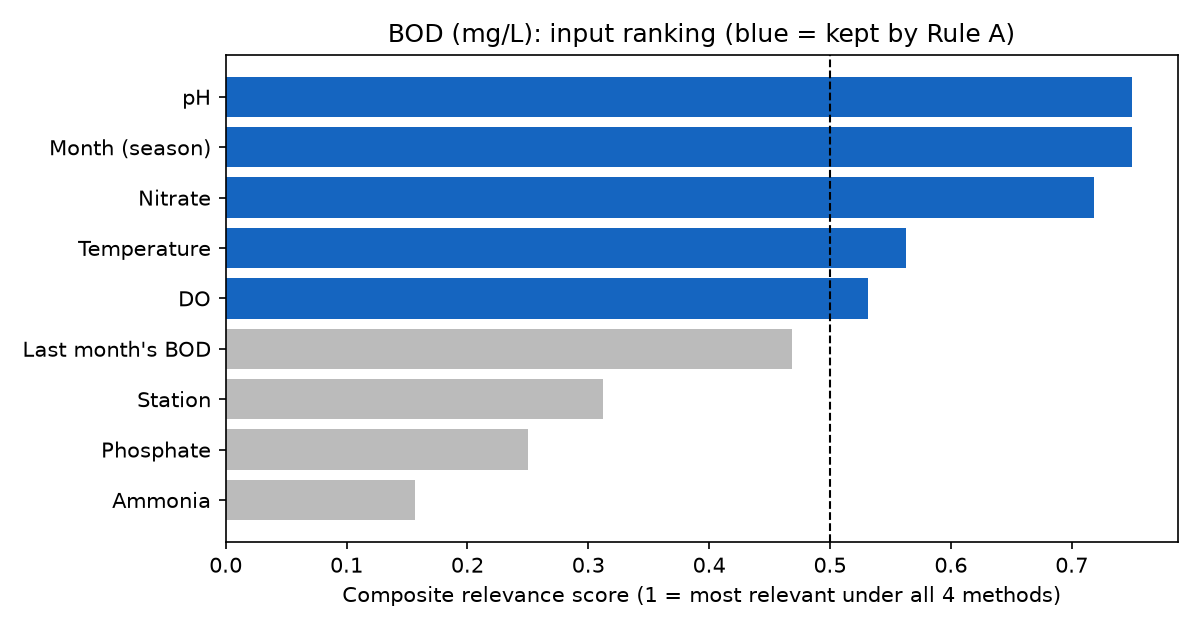 BOD (mg/L): input ranking (blue = kept by Rule A)
pH
Month (season)
Nitrate
Temperature
DO
Last month's BOD
Station
Phosphate
Ammonia
0.0 0.1 0.2 0.3 0.4 0.5 0.6 0.7
Composite relevance score (1 = most relevant under all 4 methods)